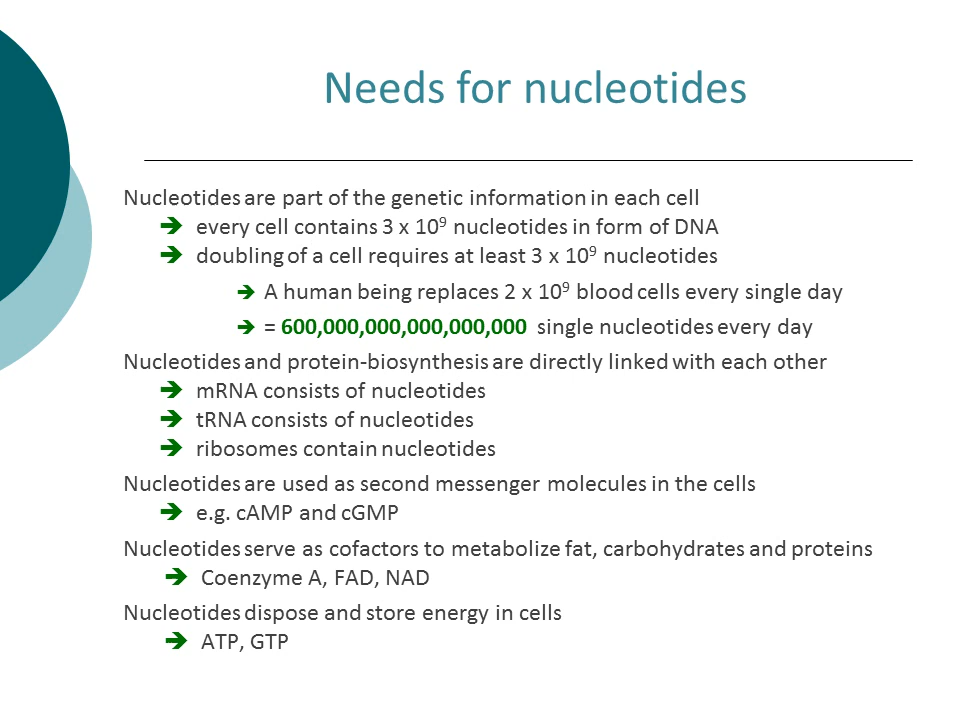 Needs for nucleotides
Nucleotides are part of the genetic information in each cell
➔ every cell contains 3 x 10⁹ nucleotides in form of DNA
➔ doubling of a cell requires at least 3 x 10⁹ nucleotides
➔ A human being replaces 2 x 10⁹ blood cells every single day
➔ = 600,000,000,000,000,000 single nucleotides every day
Nucleotides and protein-biosynthesis are directly linked with each other
➔ mRNA consists of nucleotides
➔ tRNA consists of nucleotides
➔ ribosomes contain nucleotides
Nucleotides are used as second messenger molecules in the cells
➔ e.g. cAMP and cGMP
Nucleotides serve as cofactors to metabolize fat, carbohydrates and proteins
➔ Coenzyme A, FAD, NAD
Nucleotides dispose and store energy in cells
➔ ATP, GTP